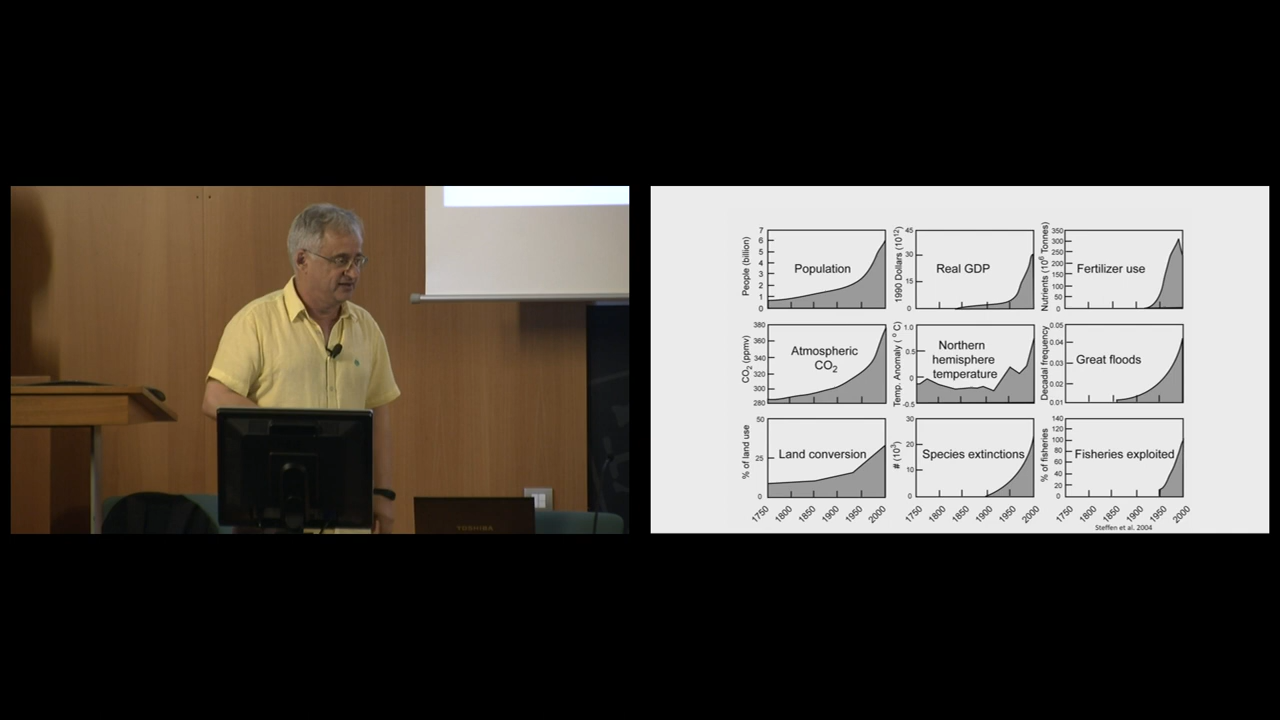 People (billion)
7
6
5
4
3
2
1
0
Population
1990 Dollars (10¹²)
45
30
15
0
Real GDP
Nutrients (10⁶ Tonnes)
350
300
250
200
150
100
50
0
Fertilizer use
CO₂ (ppmv)
380
360
340
320
300
280
Atmospheric
CO₂
Temp. Anomaly (°C)
1.0
0.5
0
-0.5
Northern
hemisphere
temperature
Decadal frequency
0.05
0.04
0.03
0.02
0.01
Great floods
% of land use
50
25
0
Land conversion
# (10³)
30
20
10
0
Species extinctions
% of fisheries
140
120
100
80
60
40
20
0
Fisheries exploited
1750 1800 1850 1900 1950 2000
1750 1800 1850 1900 1950 2000
1750 1800 1850 1900 1950 2000
Steffen et al. 2004
TOSHIBA